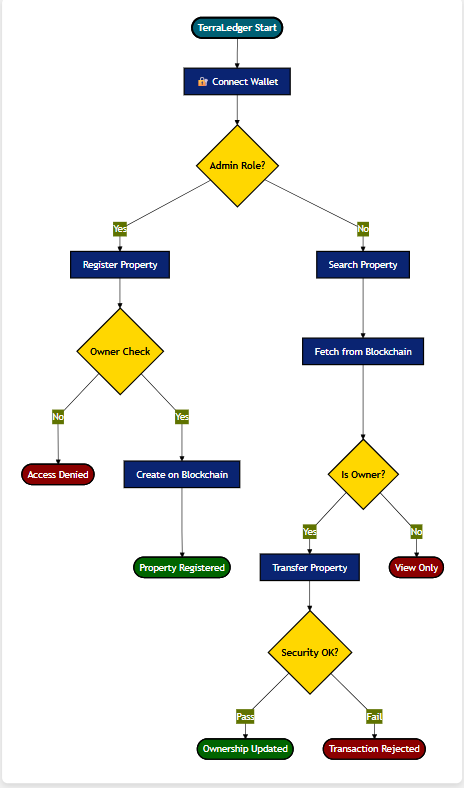 TerraLedger Start
🔐 Connect Wallet
Admin Role?
Yes
No
Register Property
Search Property
Owner Check
Fetch from Blockchain
No
Yes
Access Denied
Create on Blockchain
Is Owner?
Yes
No
Property Registered
Transfer Property
View Only
Security OK?
Pass
Fail
Ownership Updated
Transaction Rejected